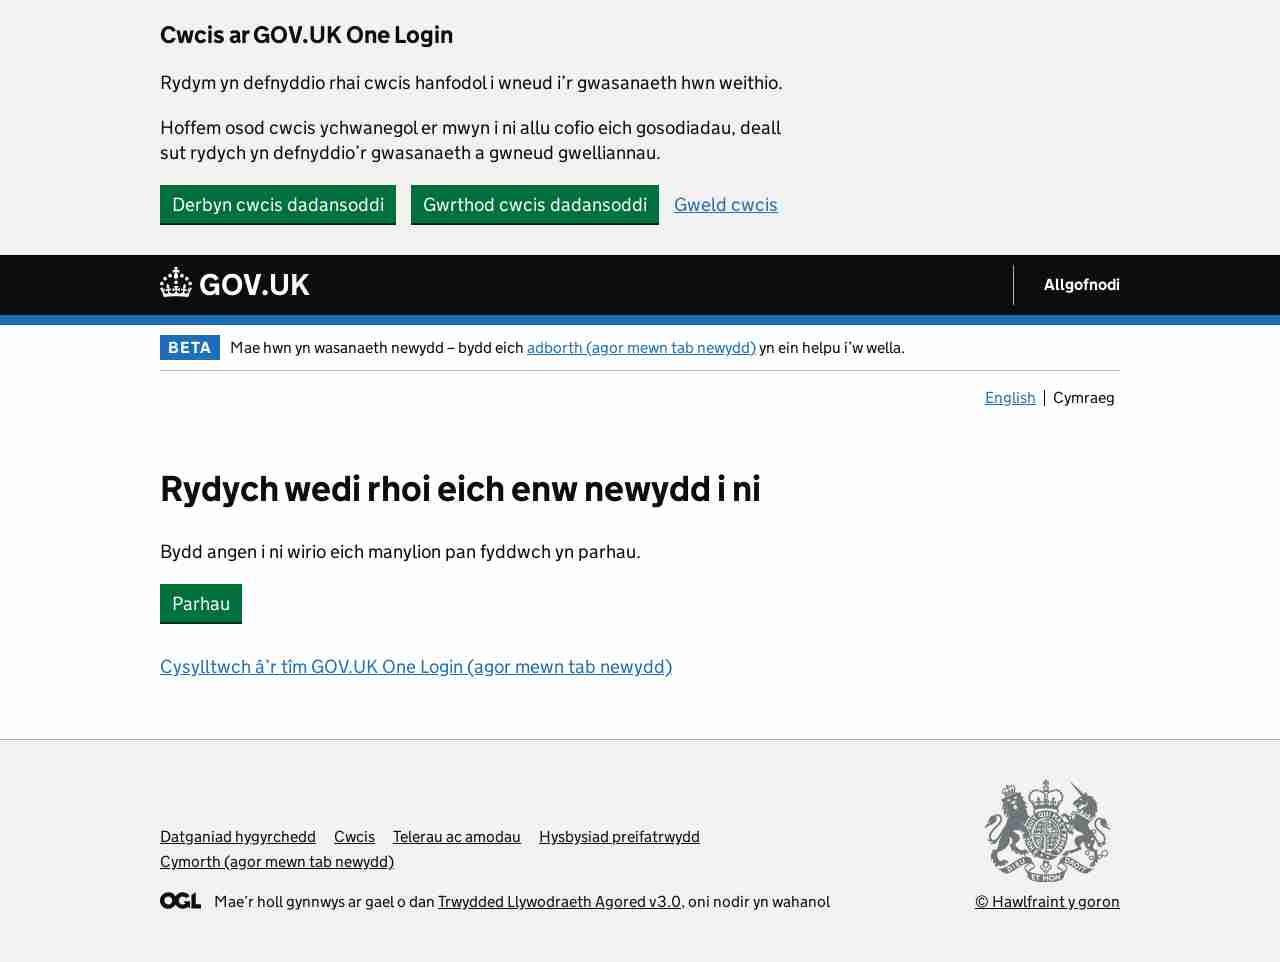 Cwcis ar GOV.UK One Login
Rydym yn defnyddio rhai cwcis hanfodol i wneud i’r gwasanaeth hwn weithio.
Hoffem osod cwcis ychwanegol er mwyn i ni allu cofio eich gosodiadau, deall
sut rydych yn defnyddio’r gwasanaeth a gwneud gwelliannau.
Derbyn cwcis dadansoddi Gwrthod cwcis dadansoddi Gweld cwcis
GOV.UK Allgofnodi
BETA Mae hwn yn wasanaeth newydd – bydd eich adborth (agor mewn tab newydd) yn ein helpu i’w wella.
English Cymraeg
Rydych wedi rhoi eich enw newydd i ni
Bydd angen i ni wirio eich manylion pan fyddwch yn parhau.
Parhau
Cysylltwch â’r tîm GOV.UK One Login (agor mewn tab newydd)
Datganiad hygyrchedd Cwcis Telerau ac amodau Hysbysiad preifatrwydd
Cymorth (agor mewn tab newydd)
OGL Mae’r holl gynnwys ar gael o dan Trwydded Llywodraeth Agored v3.0, oni nodir yn wahanol
DIEU ET MON DROIT
© Hawlfraint y goron